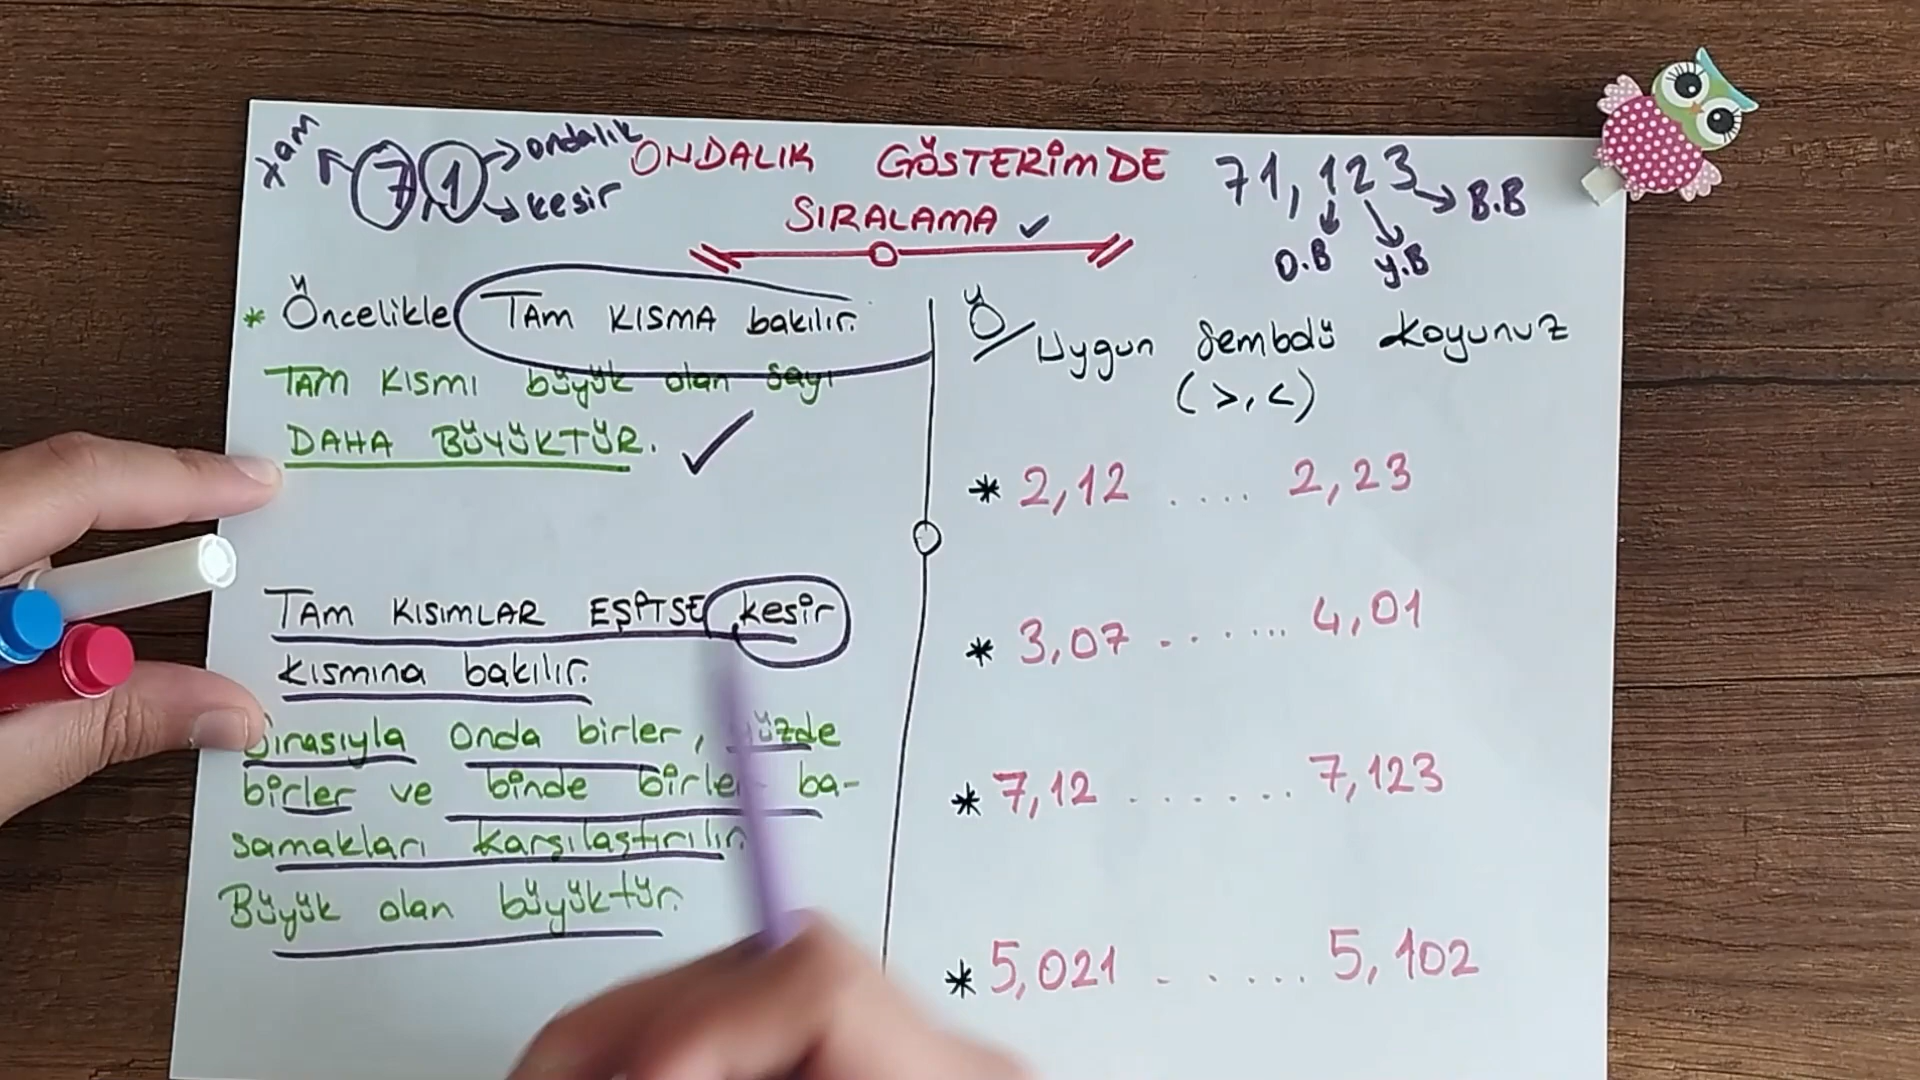 ONDALIK GÖSTERİMDE
SIRALAMA
tam
7,1
ondalık
kesir
71,123
O.B
y.B
B.B
* Öncelikle TAM KISMA bakılır.
TAM KISMI büyük olan sayı
DAHA BÜYÜKTÜR.
TAM KISIMLAR EŞİTSE kesir
kısmına bakılır.
Sırasıyla Onda birler, yüzde
birler ve binde birler ba-
samakları karşılaştırılır.
Büyük olan büyüktür.
Ö/ Uygun Sembolü Koyunuz
(>,<)
* 2,12 .... 2,23
* 3,07 ....... 4,01
* 7,12 ....... 7,123
* 5,021 ...... 5,102